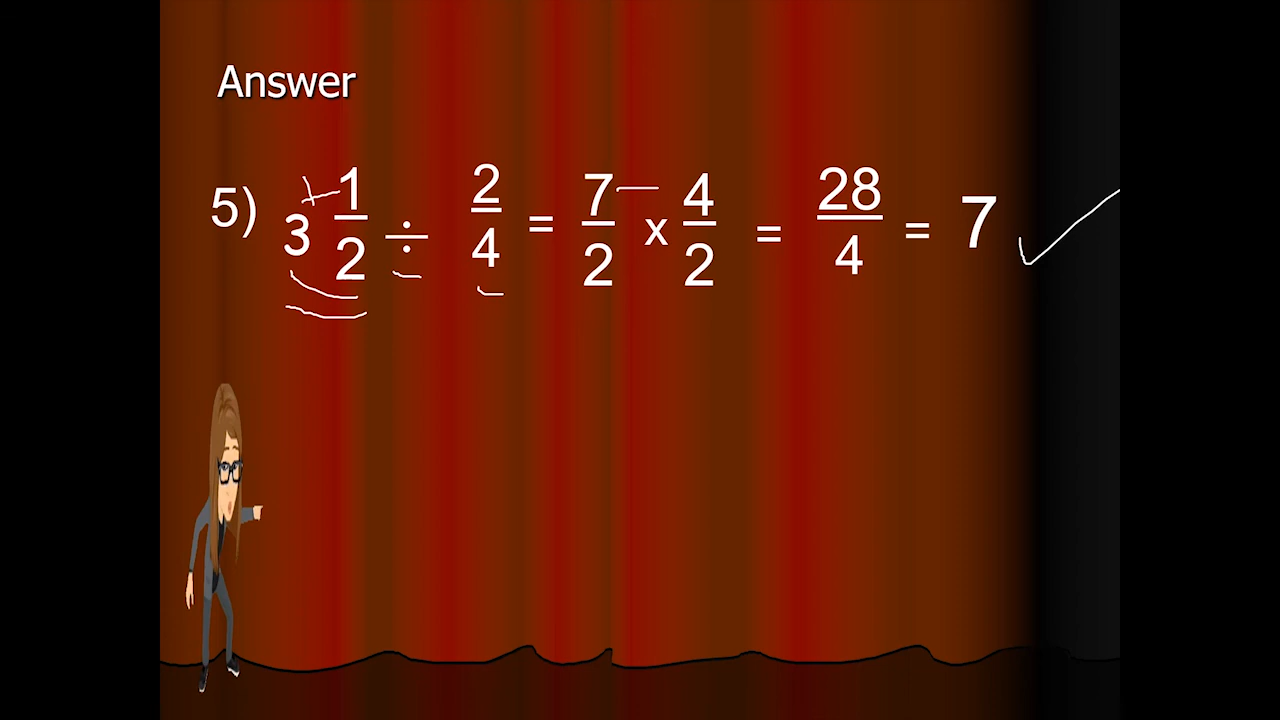 Answer
5) 3 1/2 ÷ 2/4 = 7/2 x 4/2 = 28/4 = 7